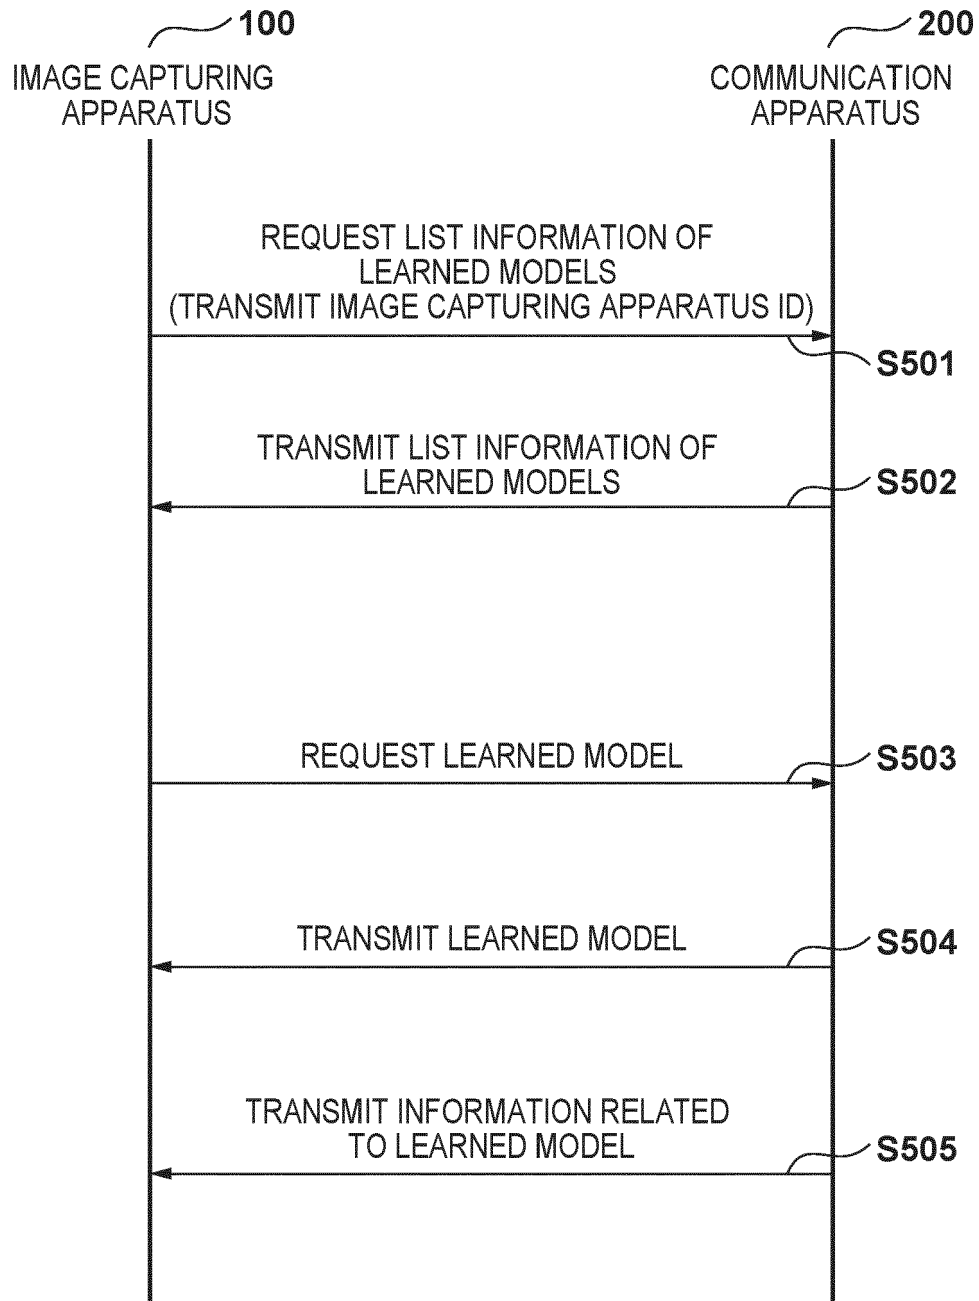 100
IMAGE CAPTURING
APPARATUS
200
COMMUNICATION
APPARATUS
REQUEST LIST INFORMATION OF
LEARNED MODELS
(TRANSMIT IMAGE CAPTURING APPARATUS ID)
S501
TRANSMIT LIST INFORMATION OF
LEARNED MODELS
S502
REQUEST LEARNED MODEL
S503
TRANSMIT LEARNED MODEL
S504
TRANSMIT INFORMATION RELATED
TO LEARNED MODEL
S505